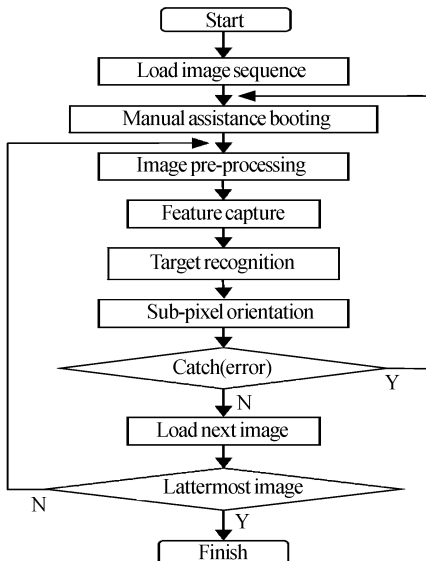 Start
Load image sequence
Manual assistance booting
Image pre-processing
Feature capture
Target recognition
Sub-pixel orientation
Catch(error)
Y
N
Load next image
Lattermost image
N
Y
Finish